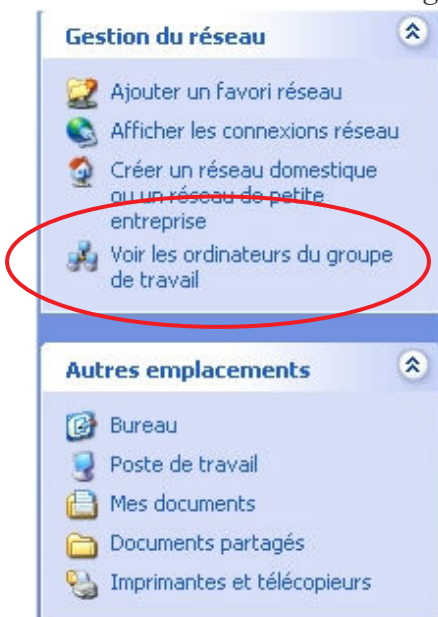 Gestion du réseau
Ajouter un favori réseau
Afficher les connexions réseau
Créer un réseau domestique
ou un réseau de petite
entreprise
Voir les ordinateurs du groupe
de travail
Autres emplacements
Bureau
Poste de travail
Mes documents
Documents partagés
Imprimantes et télécopieurs